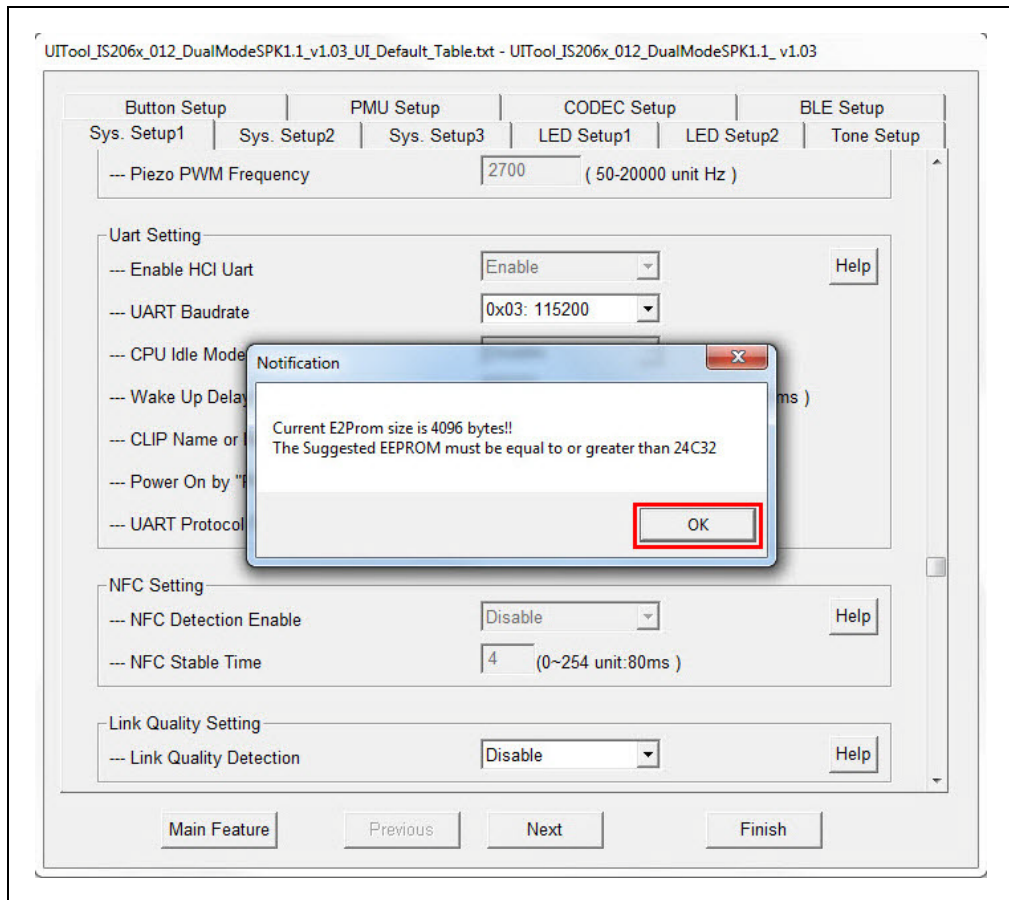 UITool_IS206x_012_DualModeSPK1.1_v1.03_UI_Default_Table.txt - UITool_IS206x_012_DualModeSPK1.1_ v1.03
Button Setup PMU Setup CODEC Setup BLE Setup
Sys. Setup1 Sys. Setup2 Sys. Setup3 LED Setup1 LED Setup2 Tone Setup
--- Piezo PWM Frequency 2700 ( 50-20000 unit Hz )
Uart Setting
--- Enable HCI Uart Enable Help
--- UART Baudrate 0x03: 115200
--- CPU Idle Mode
Notification
--- Wake Up Delay ms )
Current E2Prom size is 4096 bytes!!
--- CLIP Name or
The Suggested EEPROM must be equal to or greater than 24C32
--- Power On by
--- UART Protocol
OK
NFC Setting
--- NFC Detection Enable Disable Help
--- NFC Stable Time 4 (0~254 unit:80ms )
Link Quality Setting
--- Link Quality Detection Disable Help
Main Feature Previous Next Finish